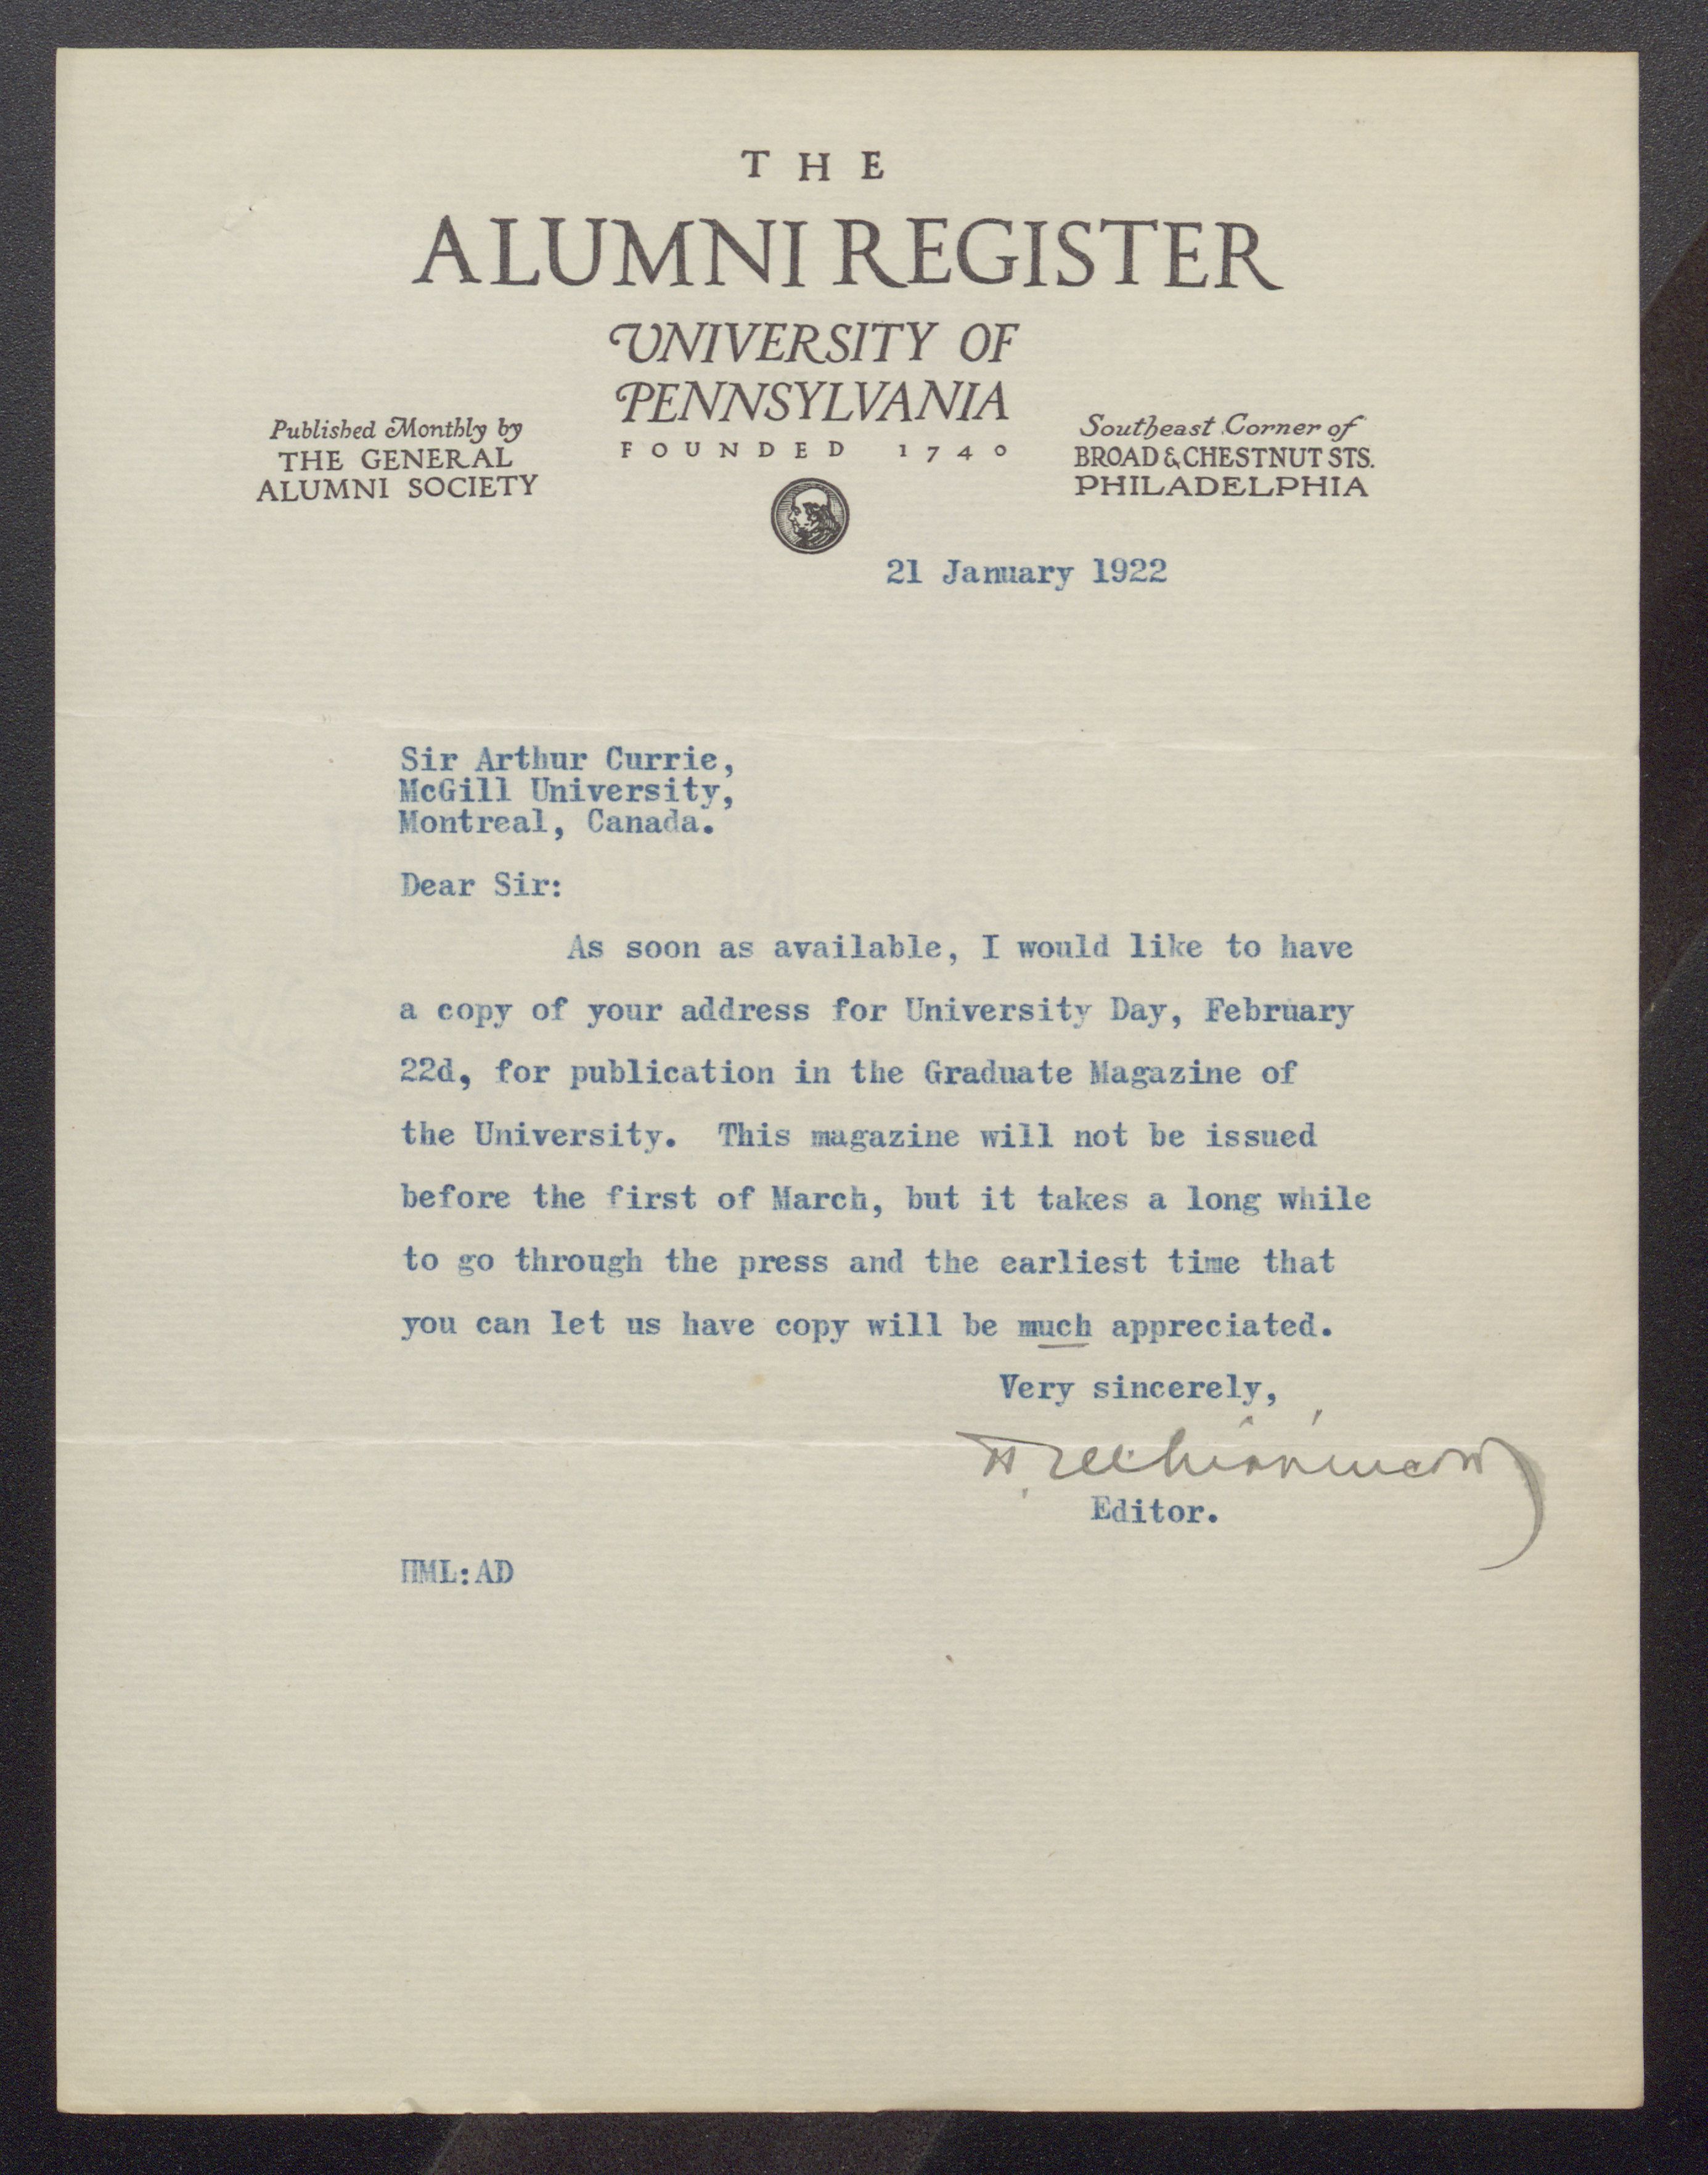 THE
ALUMNI REGISTER
UNIVERSITY OF
PENNSYLVANIA
FOUNDED 1740
Published Monthly by
THE GENERAL
ALUMNI SOCIETY
Southeast Corner of
BROAD & CHESTNUT STS.
PHILADELPHIA
21 January 1922
Sir Arthur Currie,
McGill University,
Montreal, Canada.
Dear Sir:
As soon as available, I would like to have
a copy of your address for University Day, February
22d, for publication in the Graduate Magazine of
the University. This magazine will not be issued
before the first of March, but it takes a long while
to go through the press and the earliest time that
you can let us have copy will be much appreciated.
Very sincerely,
Editor.
HML:AD